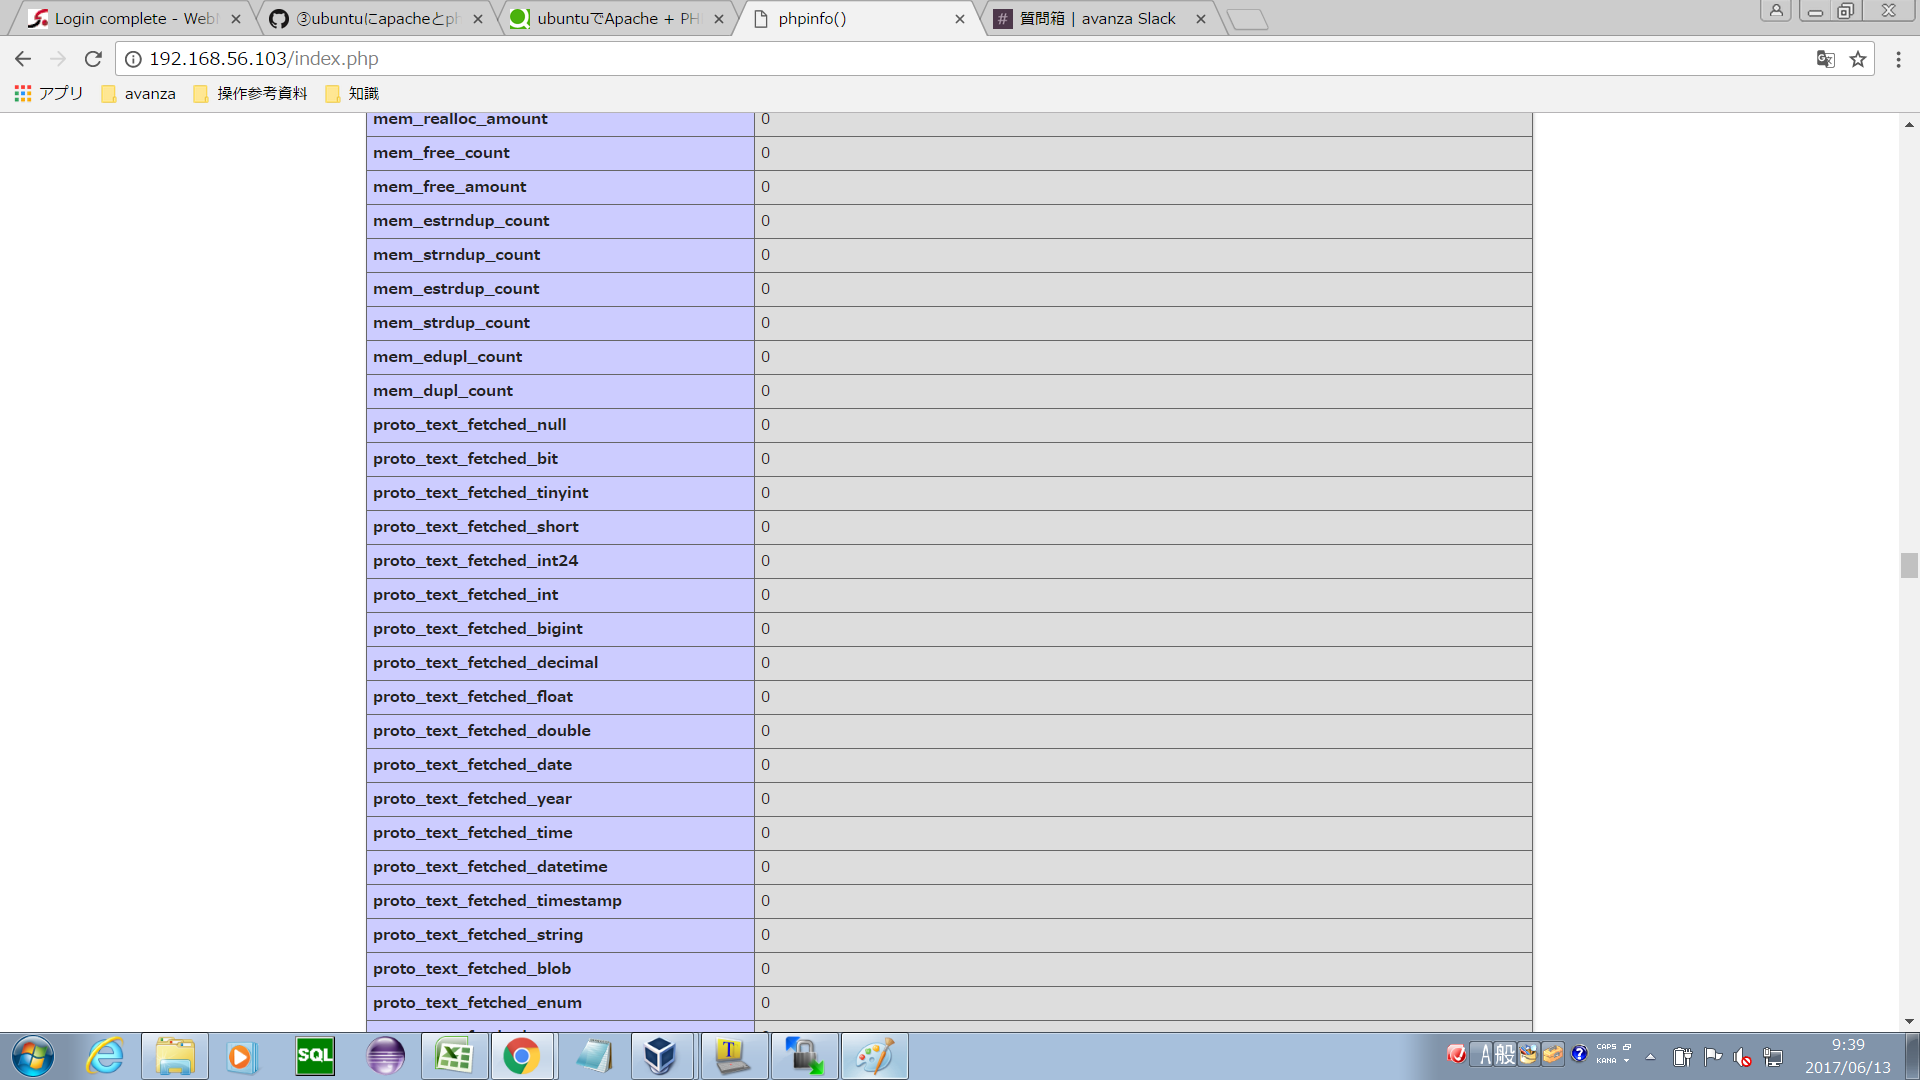 Login complete - WebM
③ubuntuにapacheとph
ubuntuでApache + PH
phpinfo()
質問箱 | avanza Slack
192.168.56.103/index.php
アプリ
avanza
操作参考資料
知識
mem_realloc_amount 0
mem_free_count 0
mem_free_amount 0
mem_estrndup_count 0
mem_strndup_count 0
mem_estrdup_count 0
mem_strdup_count 0
mem_edupl_count 0
mem_dupl_count 0
proto_text_fetched_null 0
proto_text_fetched_bit 0
proto_text_fetched_tinyint 0
proto_text_fetched_short 0
proto_text_fetched_int24 0
proto_text_fetched_int 0
proto_text_fetched_bigint 0
proto_text_fetched_decimal 0
proto_text_fetched_float 0
proto_text_fetched_double 0
proto_text_fetched_date 0
proto_text_fetched_year 0
proto_text_fetched_time 0
proto_text_fetched_datetime 0
proto_text_fetched_timestamp 0
proto_text_fetched_string 0
proto_text_fetched_blob 0
proto_text_fetched_enum 0
SQL
A 般
CAPS
KANA
9:39
2017/06/13